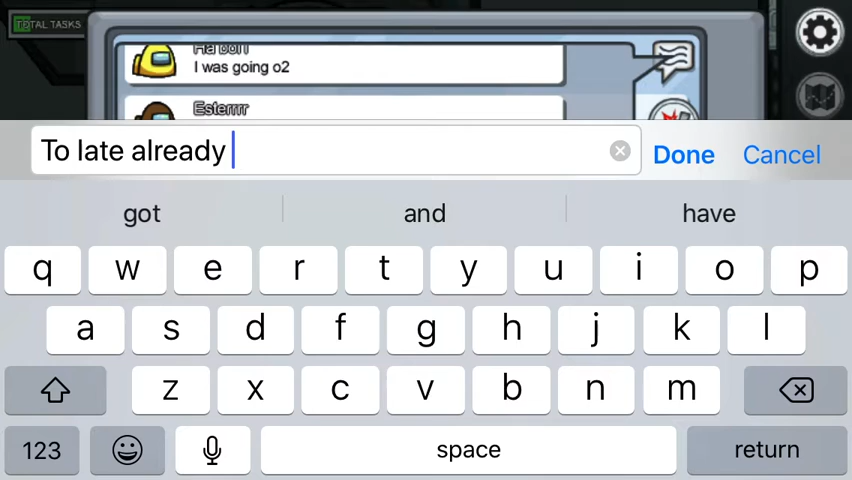 TOTAL TASKS
I was going o2
Esterrrr
To late already
Done
Cancel
got
and
have
q w e r t y u i o p
a s d f g h j k l
z x c v b n m
123
space
return